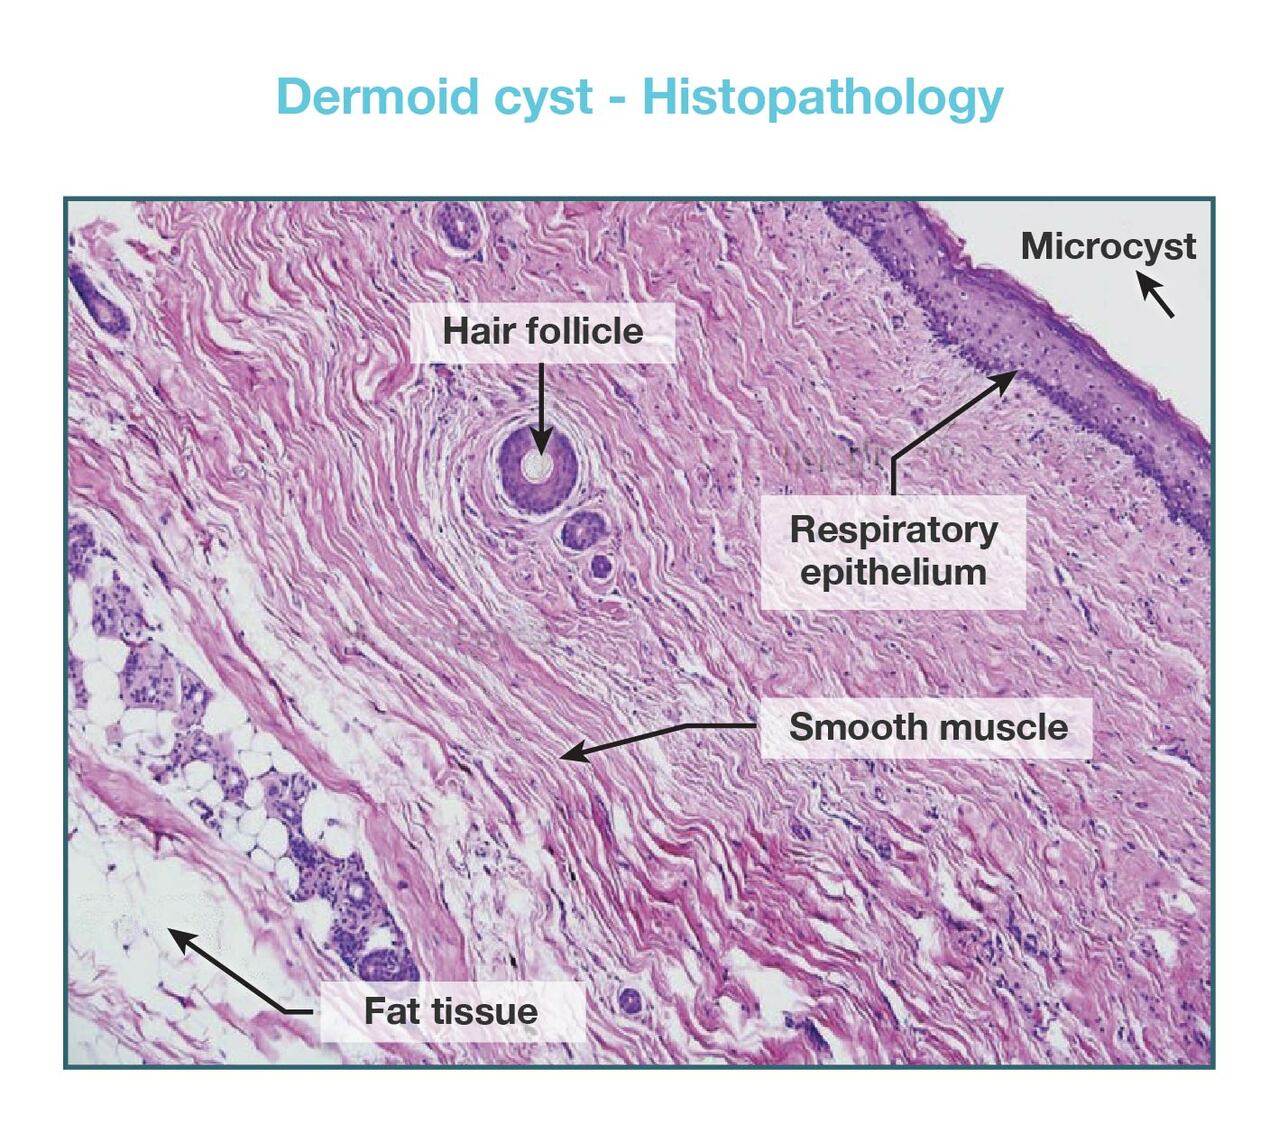 Dermoid cyst - Histopathology
Microcyst
Hair follicle
Respiratory
epithelium
Smooth muscle
Fat tissue